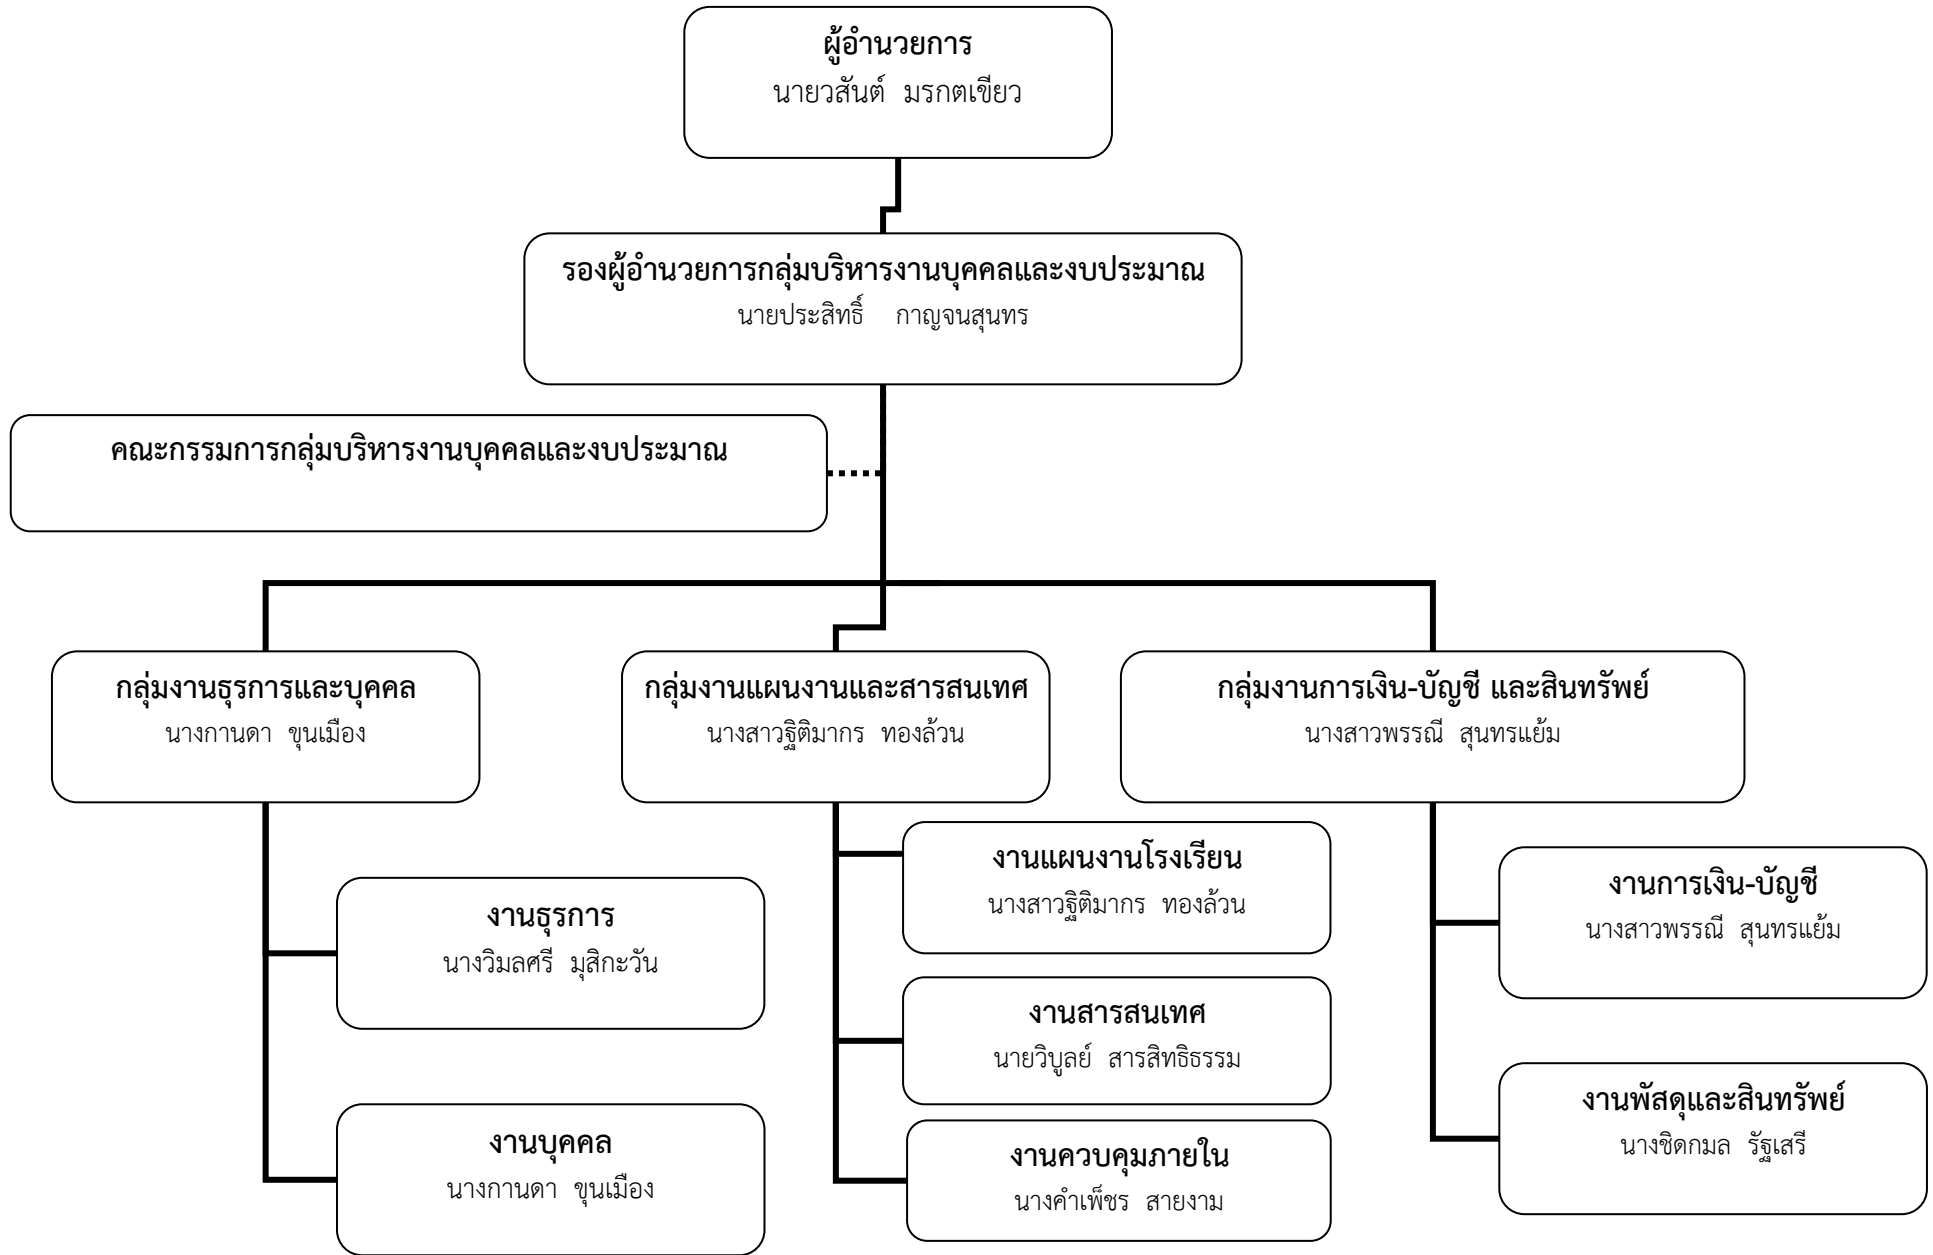 ผู้อำนวยการ
นายวสันต์ มรกตเขียว
รองผู้อำนวยการกลุ่มบริหารงานบุคคลและงบประมาณ
นายประสิทธิ์ กาญจนสุนทร
คณะกรรมการกลุ่มบริหารงานบุคคลและงบประมาณ
กลุ่มงานธุรการและบุคคล
นางกานดา ขุนเมือง
งานธุรการ
นางวิมลศรี มุสิกะวัน
งานบุคคล
นางกานดา ขุนเมือง
กลุ่มงานแผนงานและสารสนเทศ
นางสาวฐิติมากร ทองล้วน
งานแผนงานโรงเรียน
นางสาวฐิติมากร ทองล้วน
งานสารสนเทศ
นายวิบูลย์ สารสิทธิธรรม
งานควบคุมภายใน
นางคำเพ็ชร สายงาม
กลุ่มงานการเงิน-บัญชี และสินทรัพย์
นางสาวพรรณี สุนทรแย้ม
งานการเงิน-บัญชี
นางสาวพรรณี สุนทรแย้ม
งานพัสดุและสินทรัพย์
นางชิดกมล รัฐเสรี